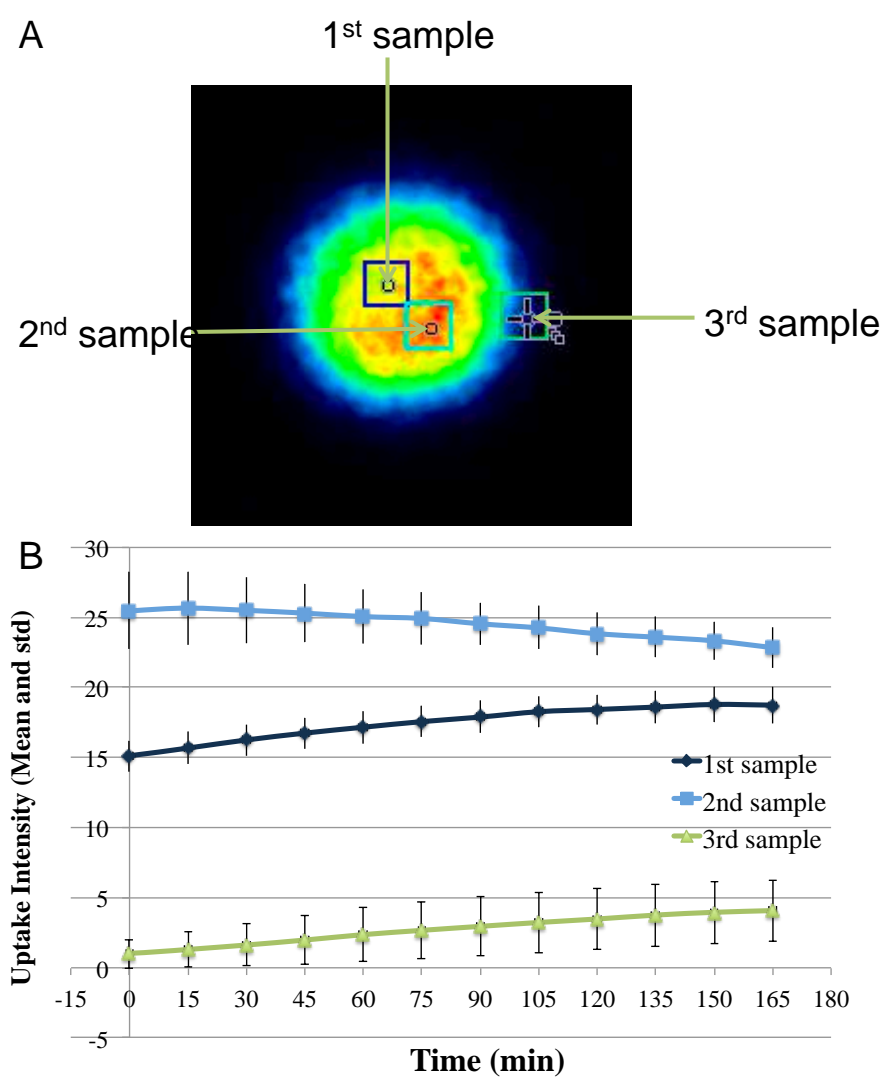 A
1st sample
2nd sample
3rd sample
B
Uptake Intensity (Mean and std)
30
25
20
15
10
5
0
-5
-15 0 15 30 45 60 75 90 105 120 135 150 165 180
1st sample
2nd sample
3rd sample
Time (min)